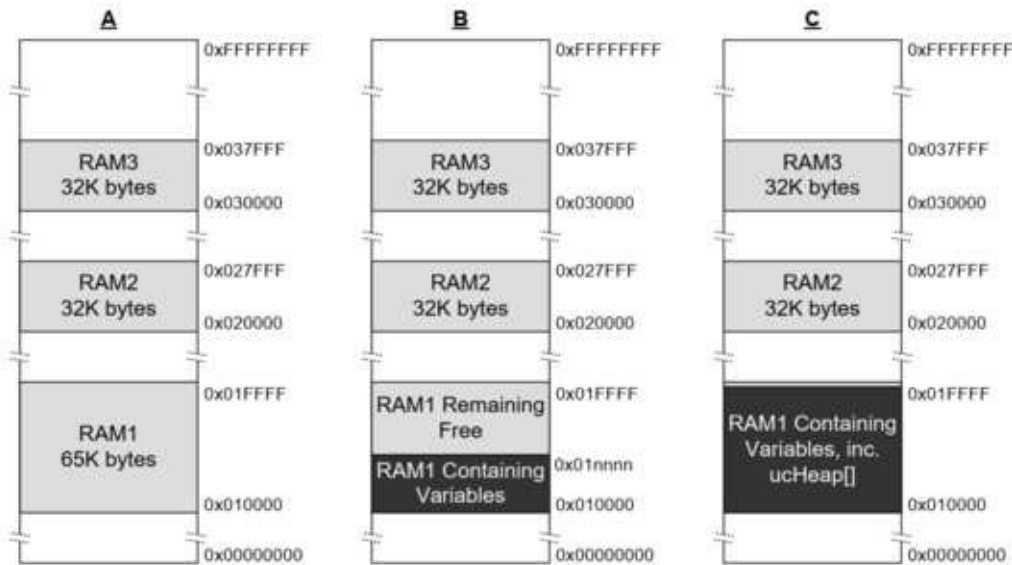 A
0xFFFFFFFF
RAM3
32K bytes
0x037FFF
0x030000
RAM2
32K bytes
0x027FFF
0x020000
RAM1
65K bytes
0x01FFFF
0x010000
0x00000000
B
0xFFFFFFFF
RAM3
32K bytes
0x037FFF
0x030000
RAM2
32K bytes
0x027FFF
0x020000
RAM1 Remaining
Free
0x01FFFF
0x01nnnn
RAM1 Containing
Variables
0x010000
0x00000000
C
0xFFFFFFFF
RAM3
32K bytes
0x037FFF
0x030000
RAM2
32K bytes
0x027FFF
0x020000
0x01FFFF
RAM1 Containing
Variables, inc.
ucHeap[]
0x010000
0x00000000